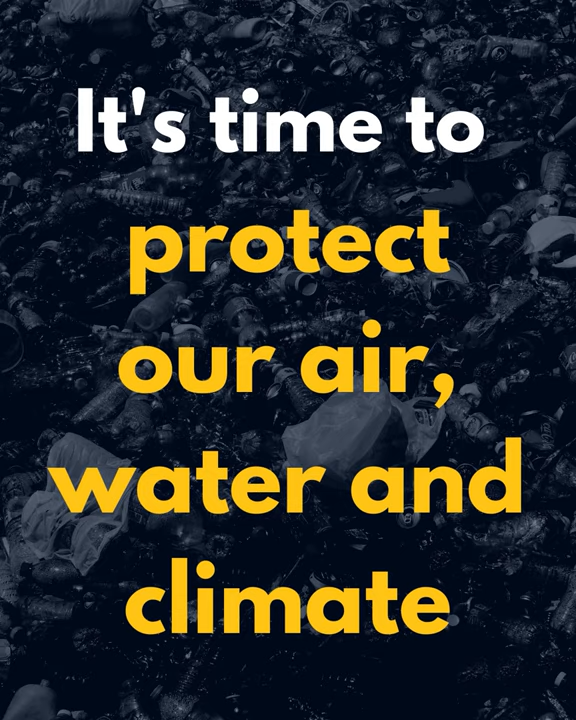 It's time to
protect
our air,
water and
climate